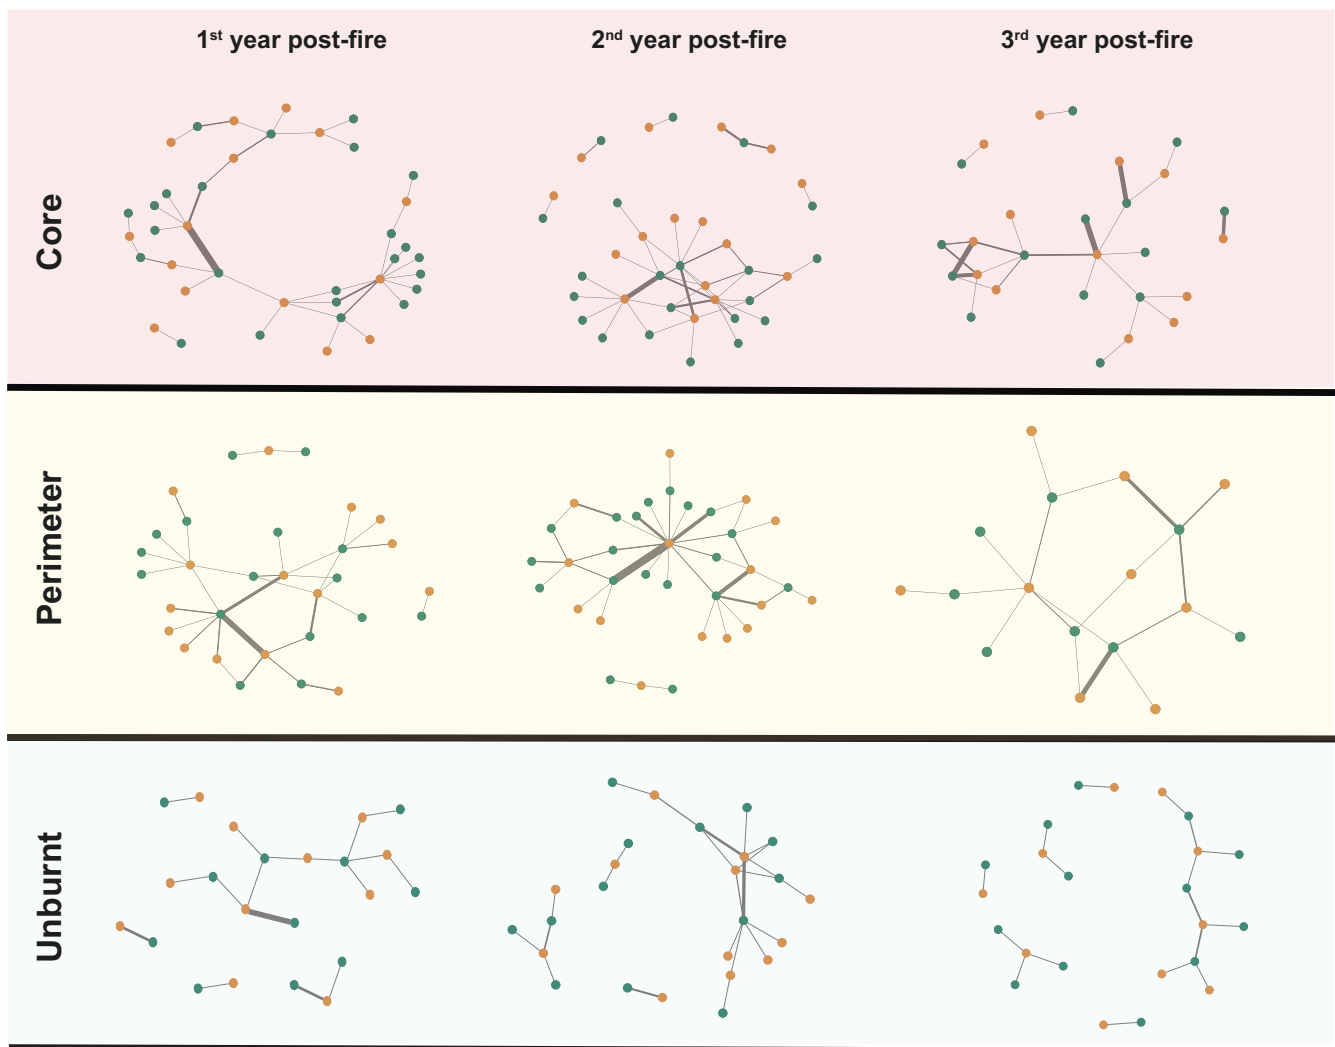 1st year post-fire
2nd year post-fire
3rd year post-fire
Core
Perimeter
Unburnt